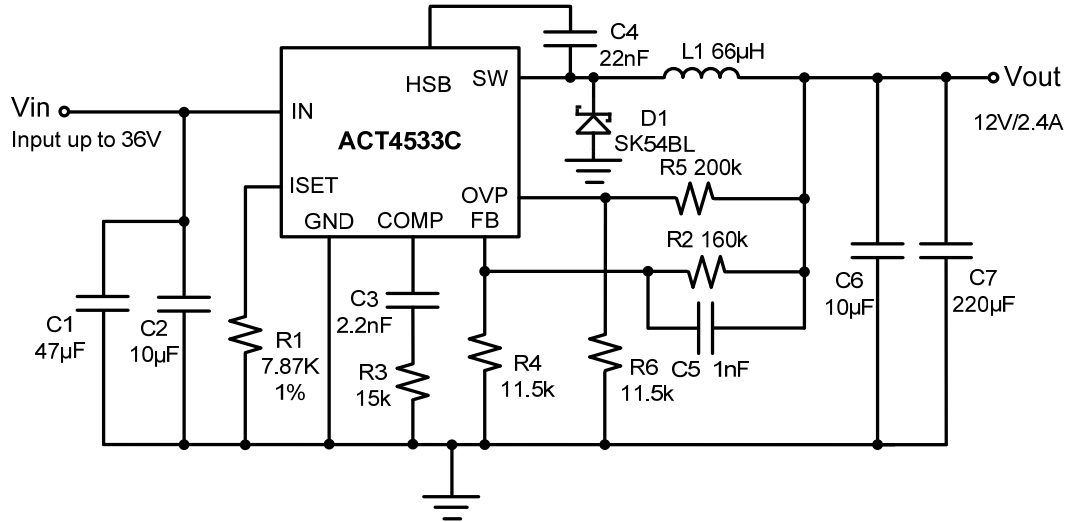 C4
22nF
L1 66µH
HSB
SW
Vout
Vin
IN
D1
12V/2.4A
Input up to 36V
ACT4533C
SK54BL
R5 200k
ISET
OVP
GND
COMP
FB
R2 160k
C3
2.2nF
C6
10µF
C7
220µF
C1
47µF
C2
10µF
R1
7.87K
1%
R3
15k
R4
11.5k
R6
11.5k
C5
1nF